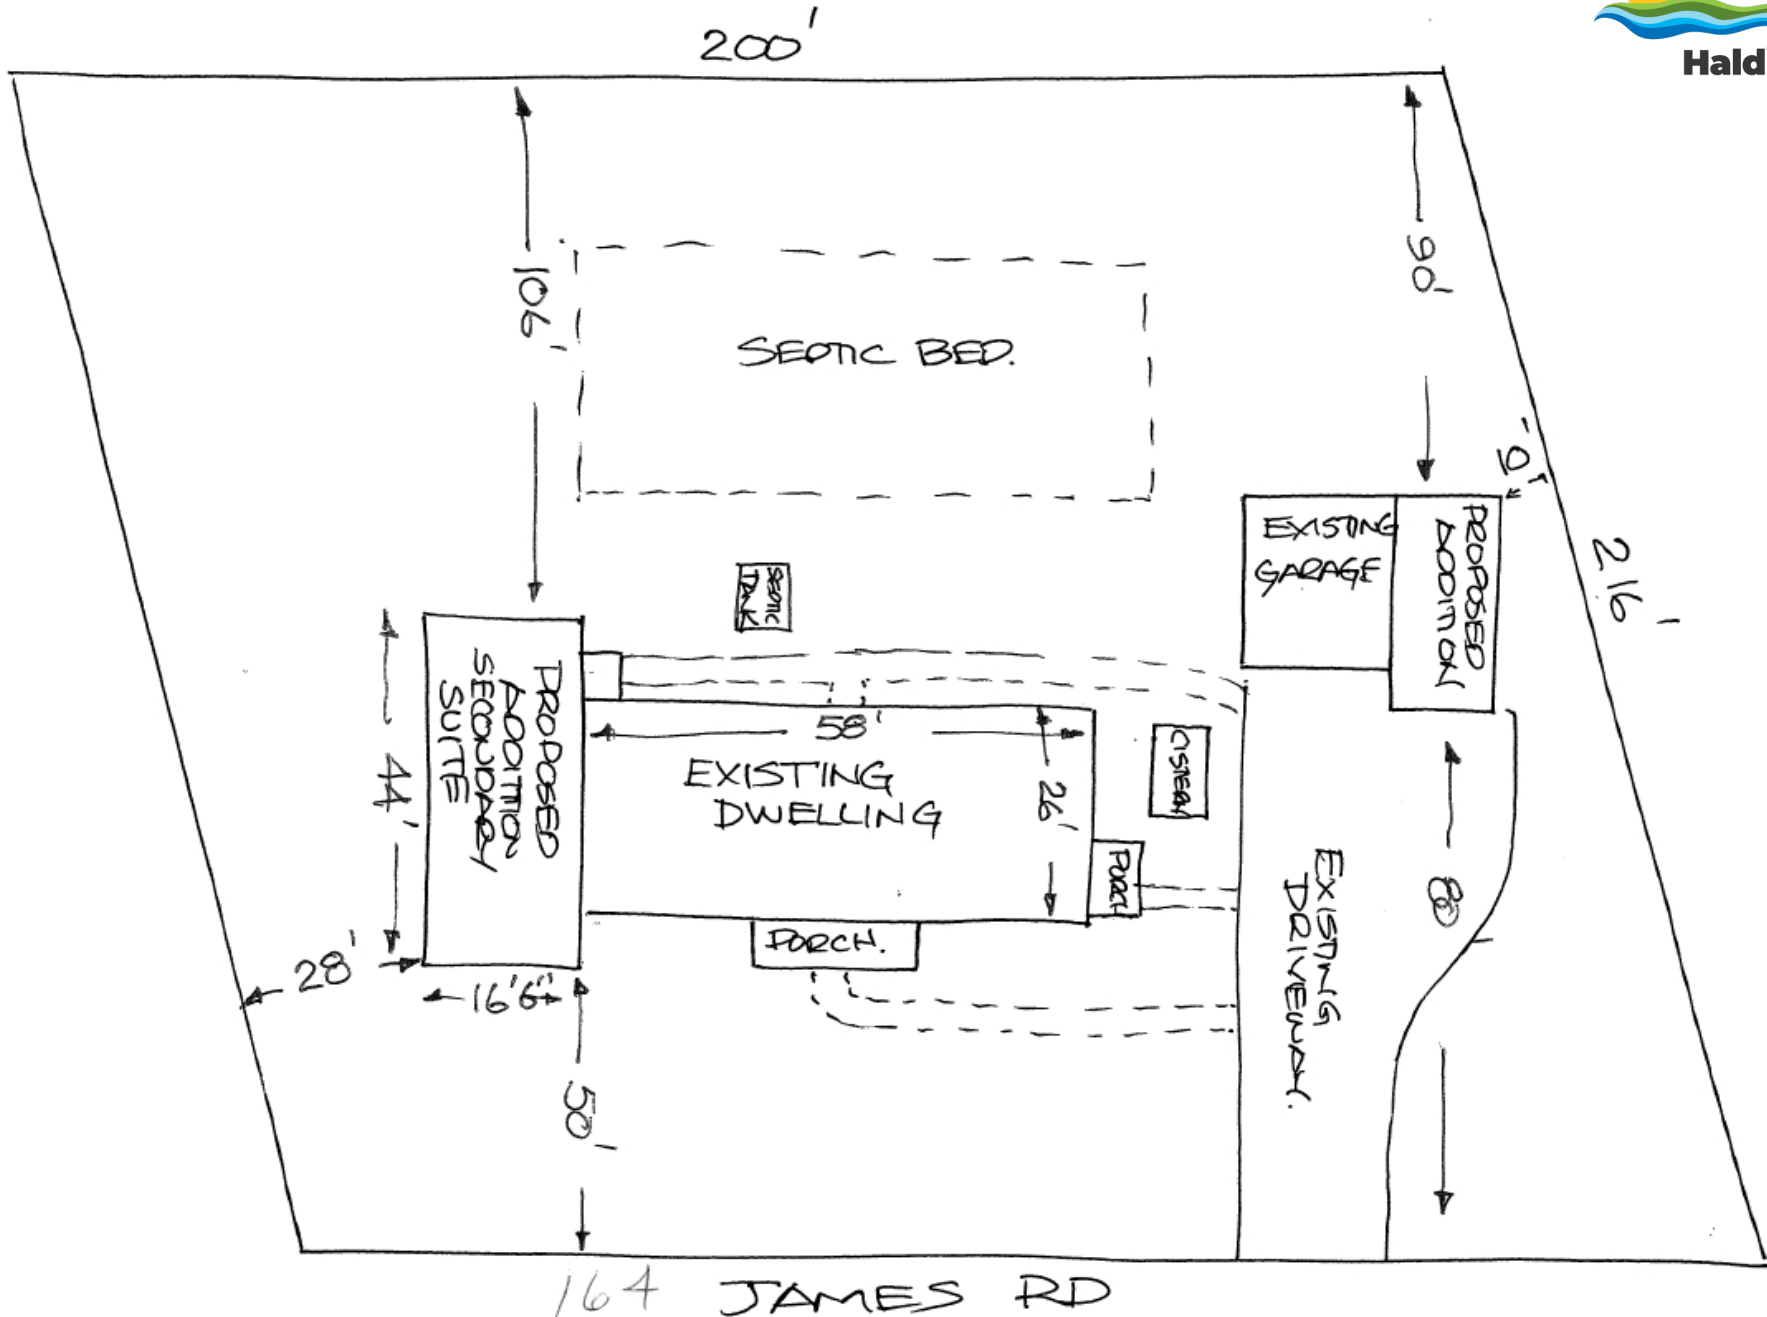 200'
Hald
106'
90'
SEPTIC BED.
216'
EXISTING
GARAGE
PROPOSED
ADDITION
SEPTIC
TANK
PROPOSED
ADDITION
SECONDARY
SUITE
44'
58'
EXISTING
DWELLING
26'
CISTERN
PORCH
PORCH.
EXISTING
DRIVEWAY.
80'
28'
16'6"
50'
164 JAMES RD